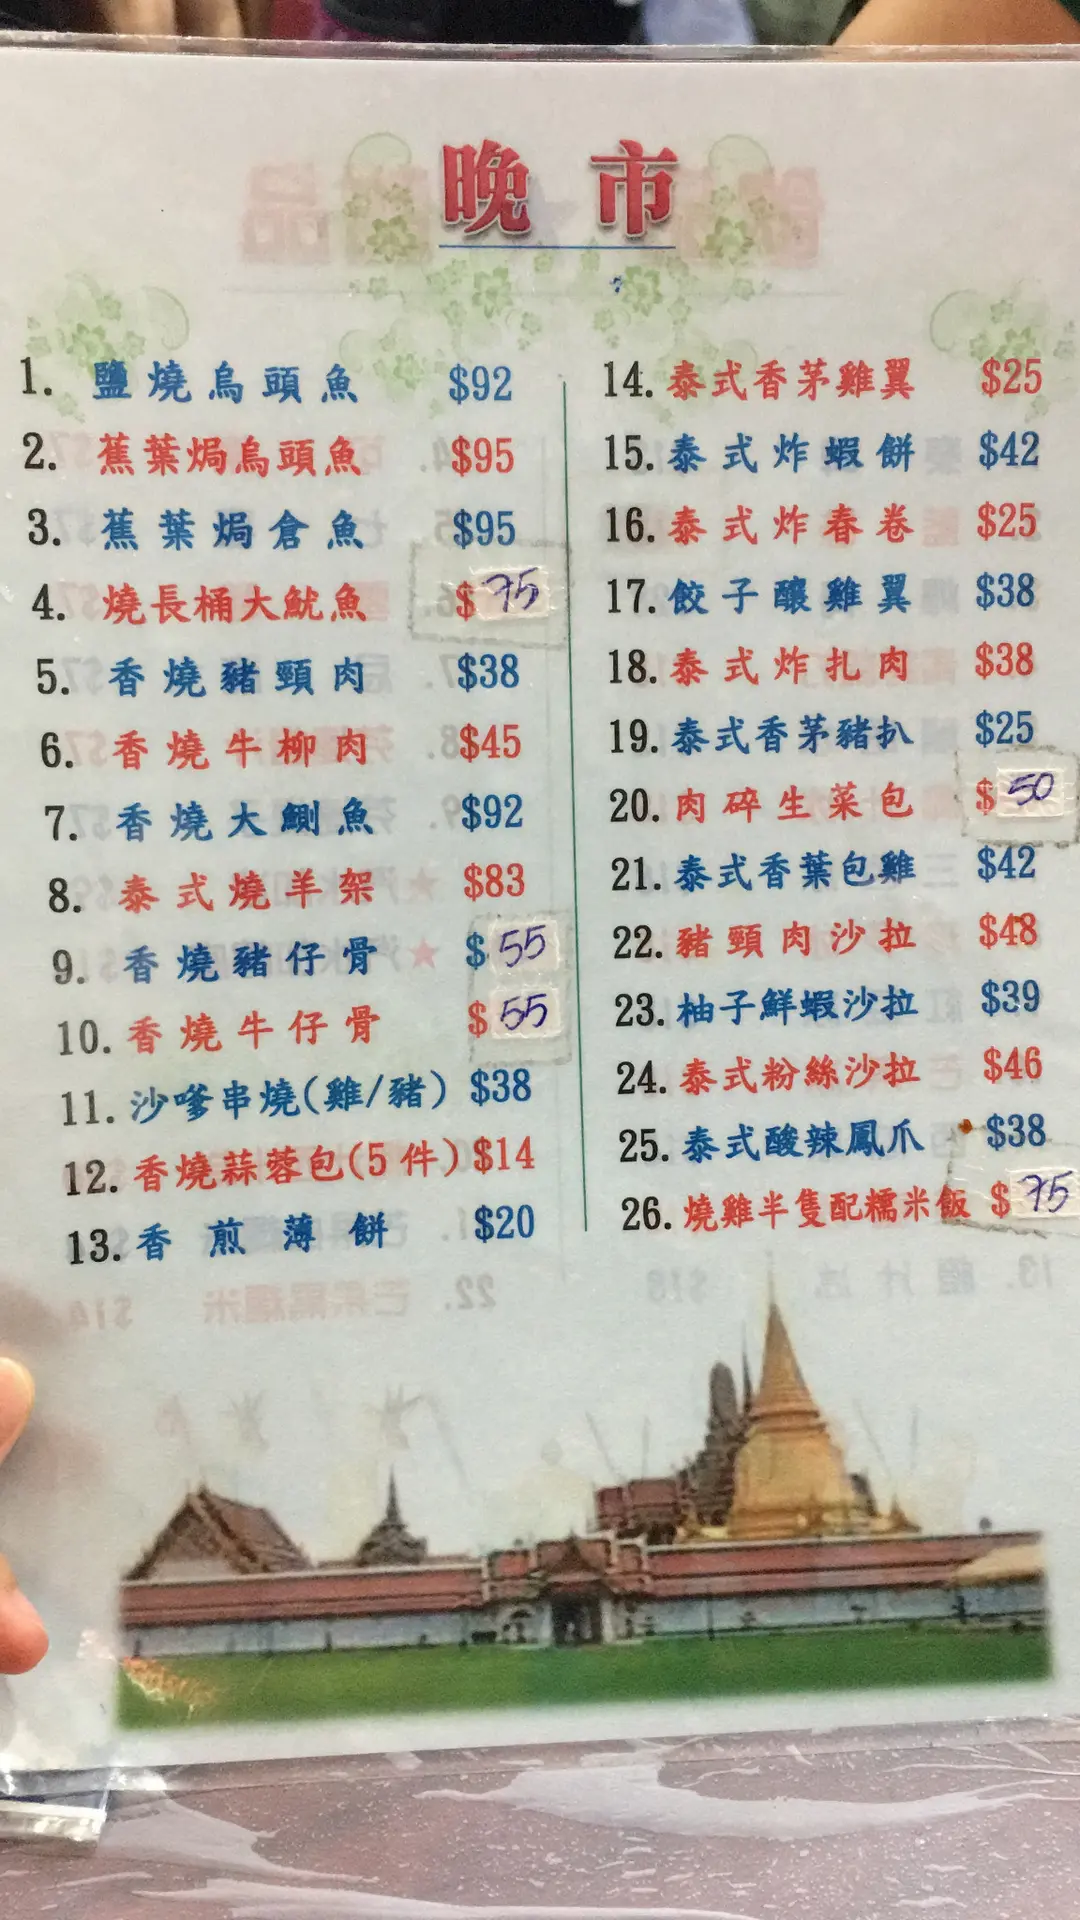 晚市
1. 鹽燒烏頭魚 $92
2. 蕉葉焗烏頭魚 $95
3. 蕉葉焗倉魚 $95
4. 燒長桶大魷魚 $75
5. 香燒豬頸肉 $38
6. 香燒牛柳肉 $45
7. 香燒大鰂魚 $92
8. 泰式燒羊架 $83
9. 香燒豬仔骨 $55
10. 香燒牛仔骨 $55
11. 沙嗲串燒(雞/豬) $38
12. 香燒蒜蓉包(5件) $14
13. 香煎薄餅 $20
14. 泰式香茅雞翼 $25
15. 泰式炸蝦餅 $42
16. 泰式炸春卷 $25
17. 餃子釀雞翼 $38
18. 泰式炸扎肉 $38
19. 泰式香茅豬扒 $25
20. 肉碎生菜包 $50
21. 泰式香葉包雞 $42
22. 豬頸肉沙拉 $48
23. 柚子鮮蝦沙拉 $39
24. 泰式粉絲沙拉 $46
25. 泰式酸辣鳳爪 $38
26. 燒雞半隻配糯米飯 $75